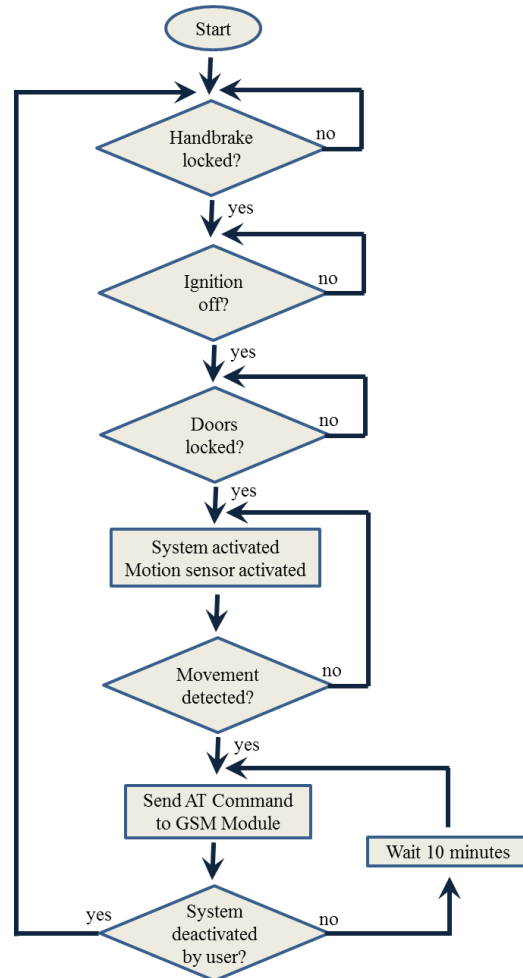 Start
Handbrake
locked?
no
yes
Ignition
off?
no
yes
Doors
locked?
no
yes
System activated
Motion sensor activated
Movement
detected?
no
yes
Send AT Command
to GSM Module
Wait 10 minutes
yes
System
deactivated
by user?
no